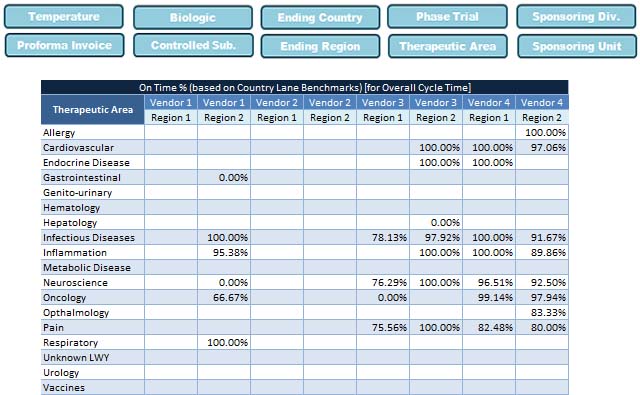 Temperature Biologic Ending Country Phase Trial Sponsoring Div.
Proforma Invoice Controlled Sub. Ending Region Therapeutic Area Sponsoring Unit
On Time % (based on Country Lane Benchmarks) [for Overall Cycle Time]
Therapeutic Area Vendor 1 Vendor 1 Vendor 2 Vendor 2 Vendor 3 Vendor 3 Vendor 4 Vendor 4
Region 1 Region 2 Region 1 Region 2 Region 1 Region 2 Region 1 Region 2
Allergy 100.00%
Cardiovascular 100.00% 100.00% 97.06%
Endocrine Disease 100.00% 100.00%
Gastrointestinal 0.00%
Genito-urinary
Hematology
Hepatology 0.00%
Infectious Diseases 100.00% 78.13% 97.92% 100.00% 91.67%
Inflammation 95.38% 100.00% 100.00% 89.86%
Metabolic Disease
Neuroscience 0.00% 76.29% 100.00% 96.51% 92.50%
Oncology 66.67% 0.00% 99.14% 97.94%
Opthalmology 83.33%
Pain 75.56% 100.00% 82.48% 80.00%
Respiratory 100.00%
Unknown LWY
Urology
Vaccines